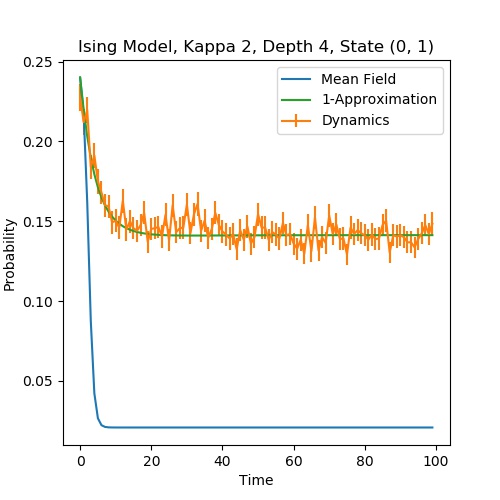 Ising Model, Kappa 2, Depth 4, State (0, 1)
Mean Field
1-Approximation
Dynamics
0.25
0.20
0.15
0.10
0.05
Probability
0 20 40 60 80 100
Time